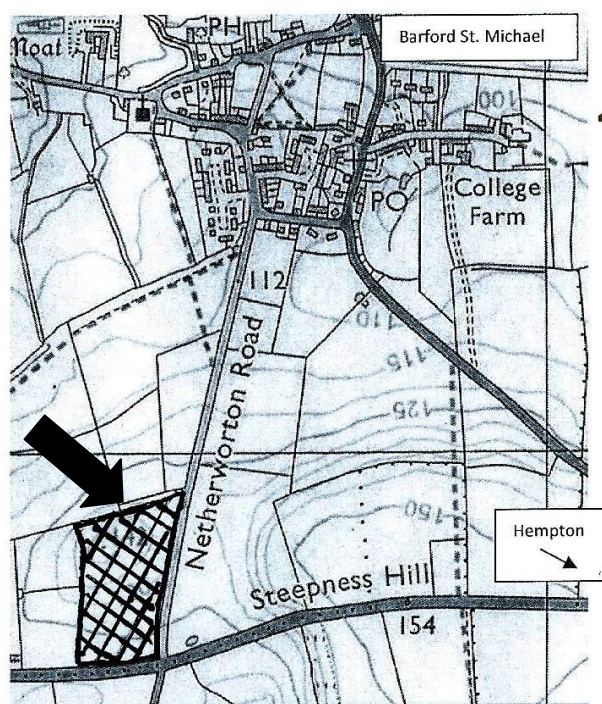 PH
Barford St. Michael
Moat
100
PO
College
Farm
112
110
115
125
Netherworton Road
150
Hempton
Steepness Hill
154